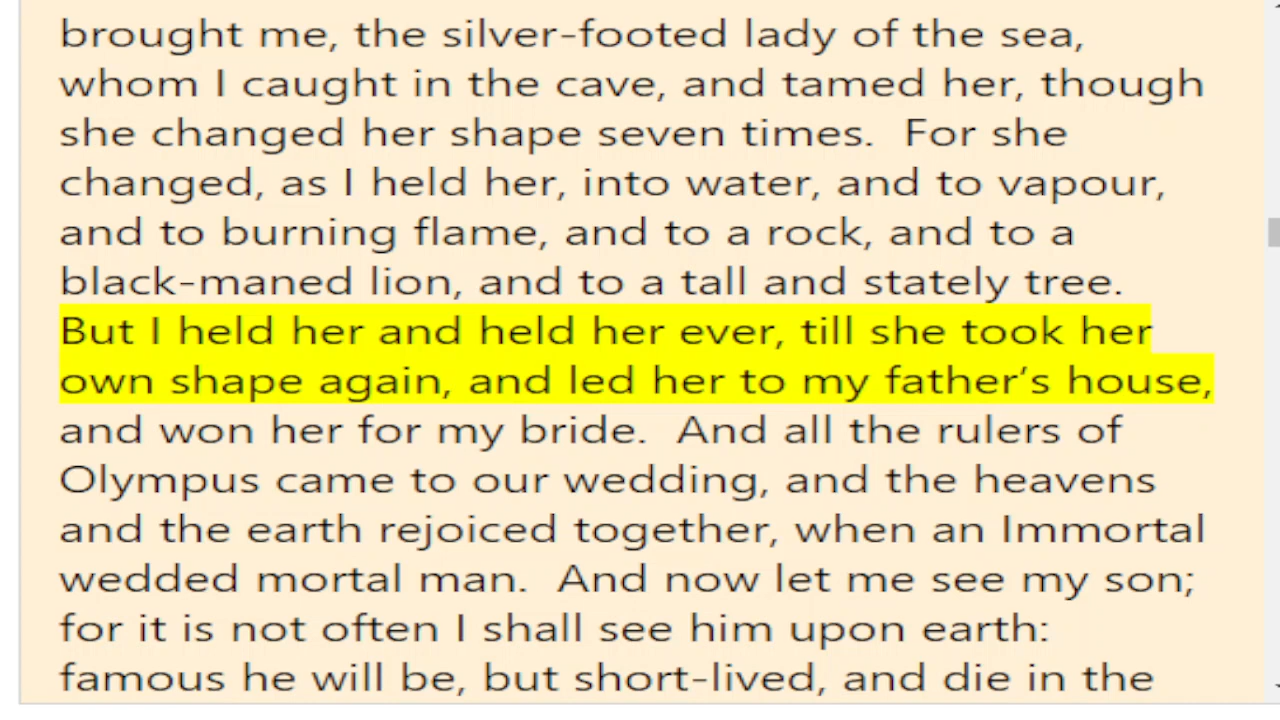 brought me, the silver-footed lady of the sea,
whom I caught in the cave, and tamed her, though
she changed her shape seven times.  For she
changed, as I held her, into water, and to vapour,
and to burning flame, and to a rock, and to a
black-maned lion, and to a tall and stately tree.
But I held her and held her ever, till she took her
own shape again, and led her to my father’s house,
and won her for my bride.  And all the rulers of
Olympus came to our wedding, and the heavens
and the earth rejoiced together, when an Immortal
wedded mortal man.  And now let me see my son;
for it is not often I shall see him upon earth:
famous he will be, but short-lived, and die in the